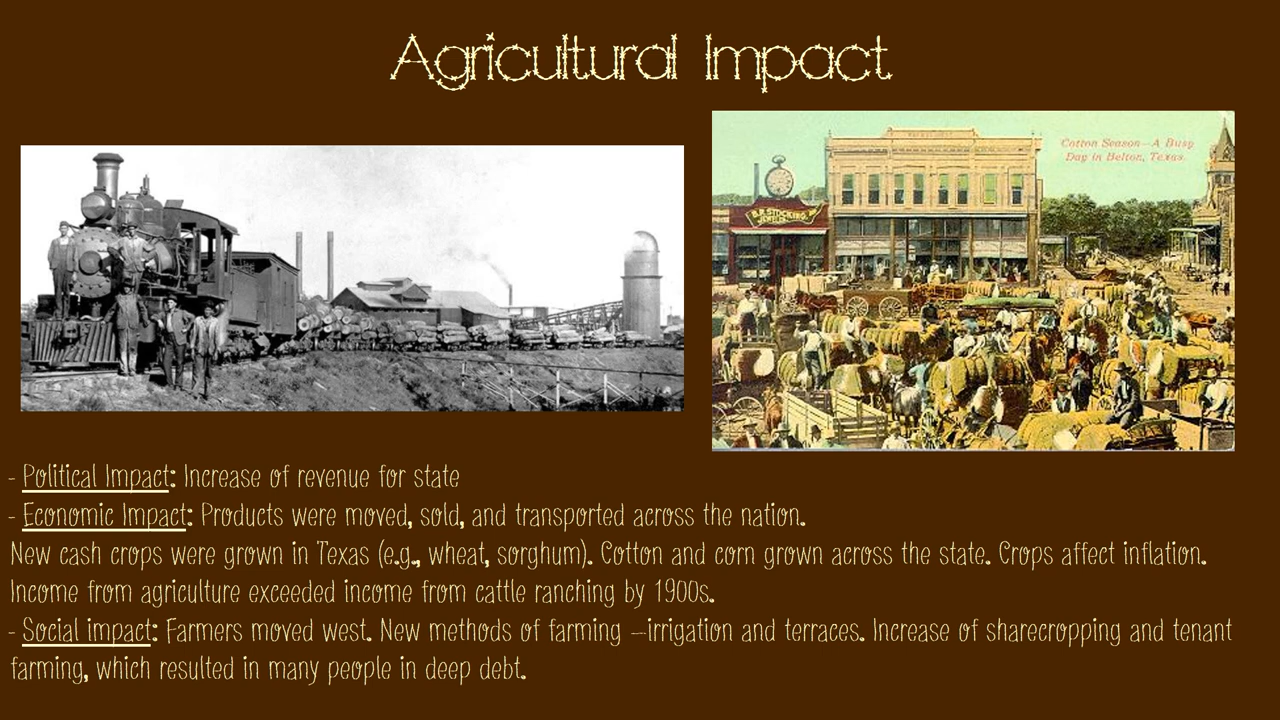 Agricultural Impact
Cotton Season—A Busy
Day in Belton, Texas.
- Political Impact: Increase of revenue for state
- Economic Impact: Products were moved, sold, and transported across the nation.
New cash crops were grown in Texas (e.g., wheat, sorghum). Cotton and corn grown across the state. Crops affect inflation.
Income from agriculture exceeded income from cattle ranching by 1900s.
- Social impact: Farmers moved west. New methods of farming –irrigation and terraces. Increase of sharecropping and tenant
farming, which resulted in many people in deep debt.